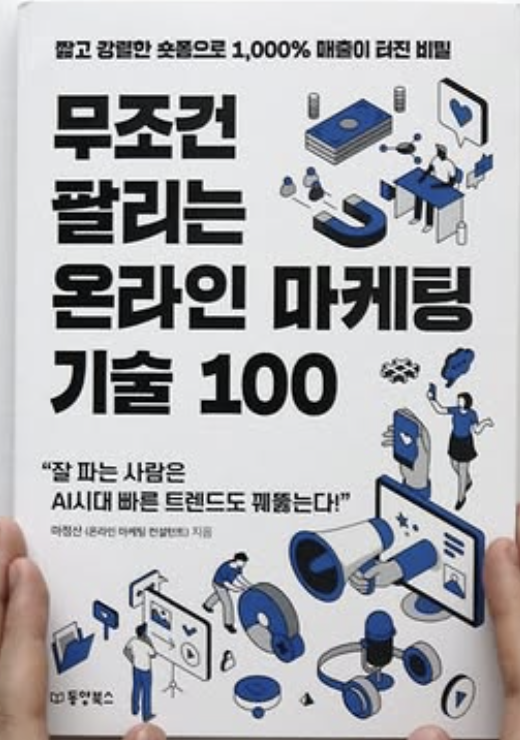 짧고 강렬한 숏폼으로 1,000% 매출이 터진 비밀
무조건
팔리는
온라인 마케팅
기술 100
“잘 파는 사람은
AI시대 빠른 트렌드도 꿰뚫는다!”
마정산 (온라인 마케팅 컨설턴트) 지음
동양북스